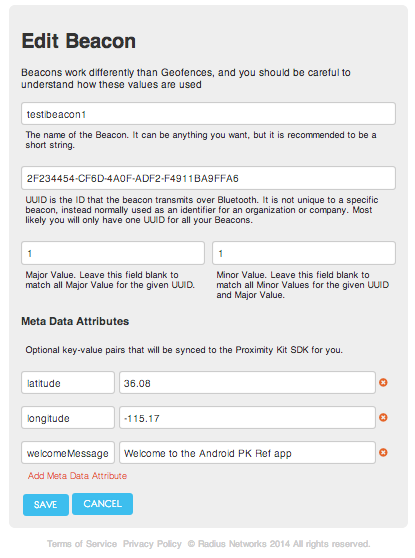 Edit Beacon
Beacons work differently than Geofences, and you should be careful to
understand how these values are used
testibeacon1
The name of the Beacon. It can be anything you want, but it is recommended to be a
short string.
2F234454-CF6D-4A0F-ADF2-F4911BA9FFA6
UUID is the ID that the beacon transmits over Bluetooth. It is not unique to a specific
beacon, instead normally used as an identifier for an organization or company. Most
likely you will only have one UUID for all your Beacons.
1
1
Major Value. Leave this field blank to
match all Major Value for the given UUID.
Minor Value. Leave this field blank to
match all Minor Values for the given UUID
and Major Value.
Meta Data Attributes
Optional key-value pairs that will be synced to the Proximity Kit SDK for you.
latitude 36.08
longitude -115.17
welcomeMessage Welcome to the Android PK Ref app
Add Meta Data Attribute
SAVE CANCEL
Terms of Service Privacy Policy © Radius Networks 2014 All rights reserved.